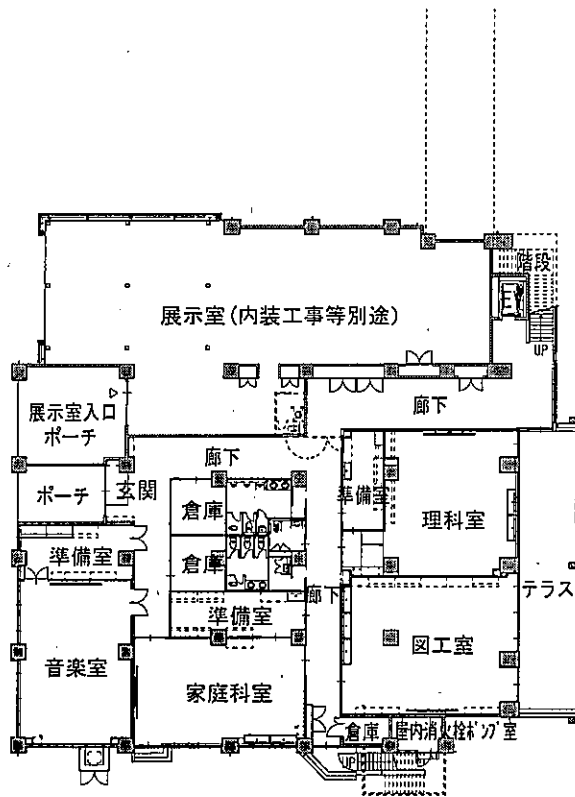 階段
EV
展示室(内装工事等別途)
UP
展示室入口
ポーチ
廊下
廊下
ポーチ
玄関
倉庫
準備室
理科室
準備室
倉庫
テラス
準備室
廊下
音楽室
図工室
家庭科室
倉庫
屋内消火栓ポンプ室
UP
UP